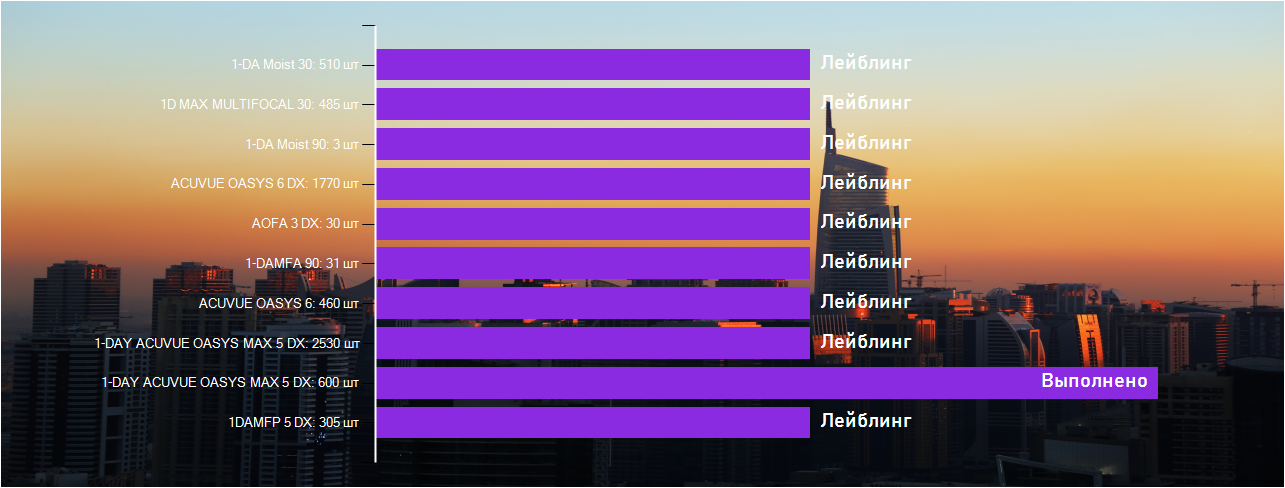 1-DA Moist 30: 510 шт Лейблинг
1D MAX MULTIFOCAL 30: 485 шт Лейблинг
1-DA Moist 90: 3 шт Лейблинг
ACUVUE OASYS 6 DX: 1770 шт Лейблинг
AOFA 3 DX: 30 шт Лейблинг
1-DAMFA 90: 31 шт Лейблинг
ACUVUE OASYS 6: 460 шт Лейблинг
1-DAY ACUVUE OASYS MAX 5 DX: 2530 шт Лейблинг
1-DAY ACUVUE OASYS MAX 5 DX: 600 шт Выполнено
1DAMFP 5 DX: 305 шт Лейблинг